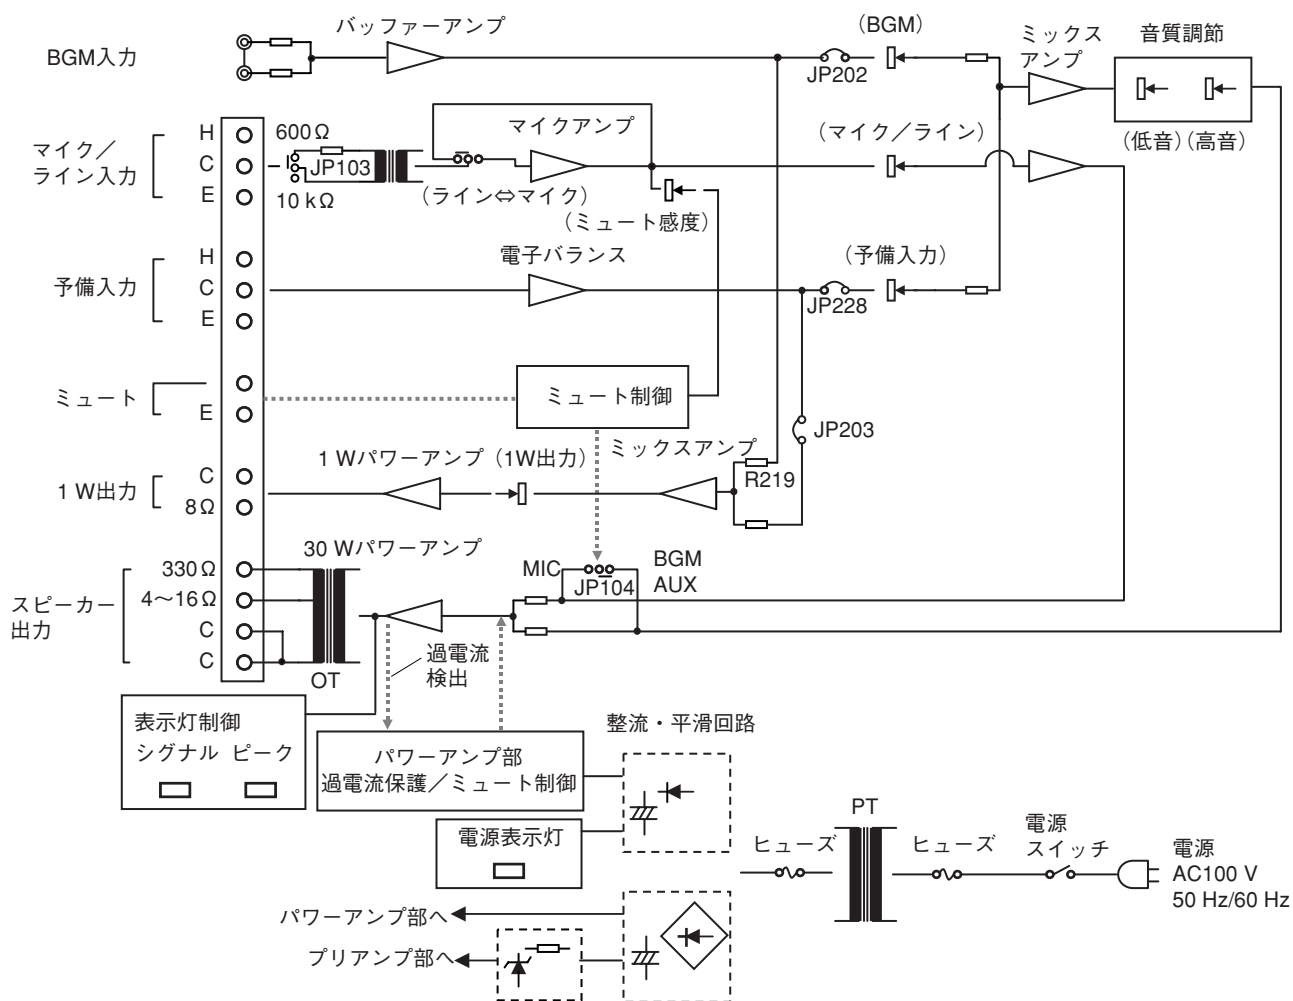 バッファーアンプ
(BGM)
ミックス
アンプ
音質調節
BGM入力
JP202
(低音)(高音)
マイク/
ライン入力
H
C
E
600Ω
JP103
10 kΩ
マイクアンプ
(ライン⇔マイク)
(ミュート感度)
(マイク/ライン)
予備入力
H
C
E
電子バランス
(予備入力)
JP228
ミュート
E
ミュート制御
JP203
ミックスアンプ
1 Wパワーアンプ
(1W出力)
R219
1 W出力
C
8Ω
30 Wパワーアンプ
MIC
JP104
BGM
AUX
スピーカー
出力
330Ω
4〜16Ω
C
C
OT
過電流
検出
表示灯制御
シグナル ピーク
パワーアンプ部
過電流保護/ミュート制御
整流・平滑回路
電源表示灯
PT
ヒューズ
ヒューズ
電源
スイッチ
電源
AC100 V
50 Hz/60 Hz
パワーアンプ部へ
プリアンプ部へ